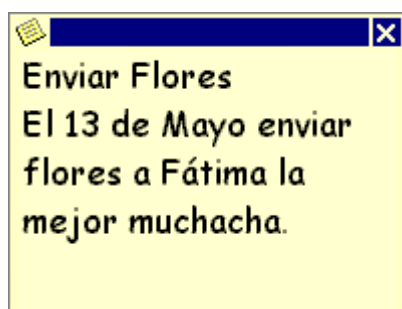 Enviar Flores
El 13 de Mayo enviar
flores a Fátima la
mejor muchacha.